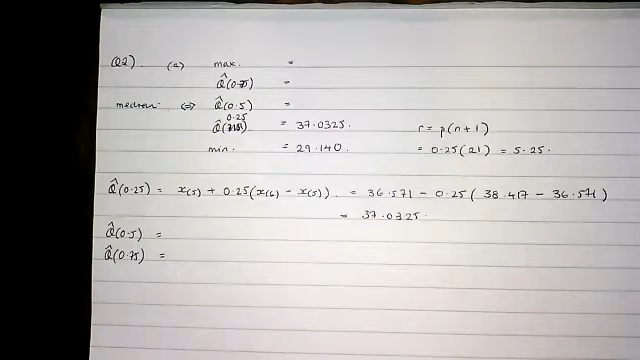 Q2). (a) max. =
Q̂(0.75) =
median. ⇔ Q̂(0.5) =
0.25
Q̂( ). = 37.0325. r = p(n+1)
min. = 29.140. = 0.25(21) = 5.25.
Q̂(0.25) = x(5) + 0.25(x(6) - x(5)). = 36.571 - 0.25(38.417 - 36.571)
= 37.0325.
Q̂(0.5) =
Q̂(0.75) =